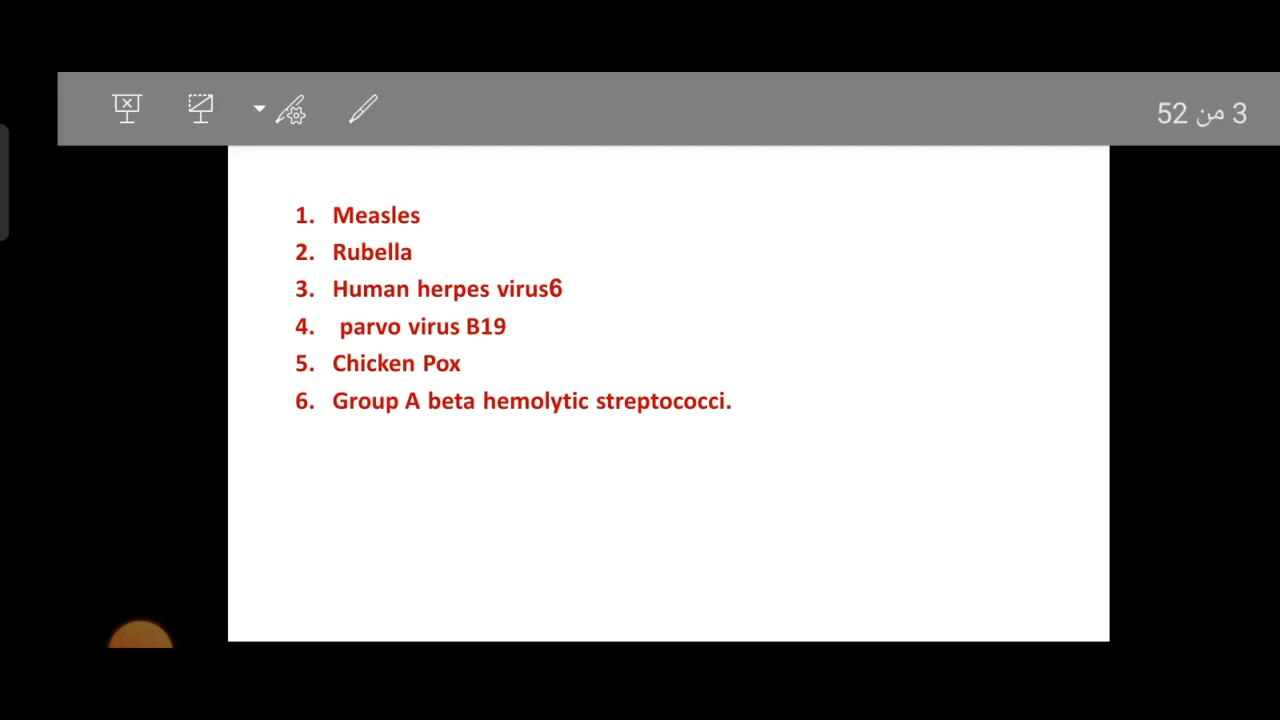 3 من 52
1. Measles
2. Rubella
3. Human herpes virus6
4. parvo virus B19
5. Chicken Pox
6. Group A beta hemolytic streptococci.